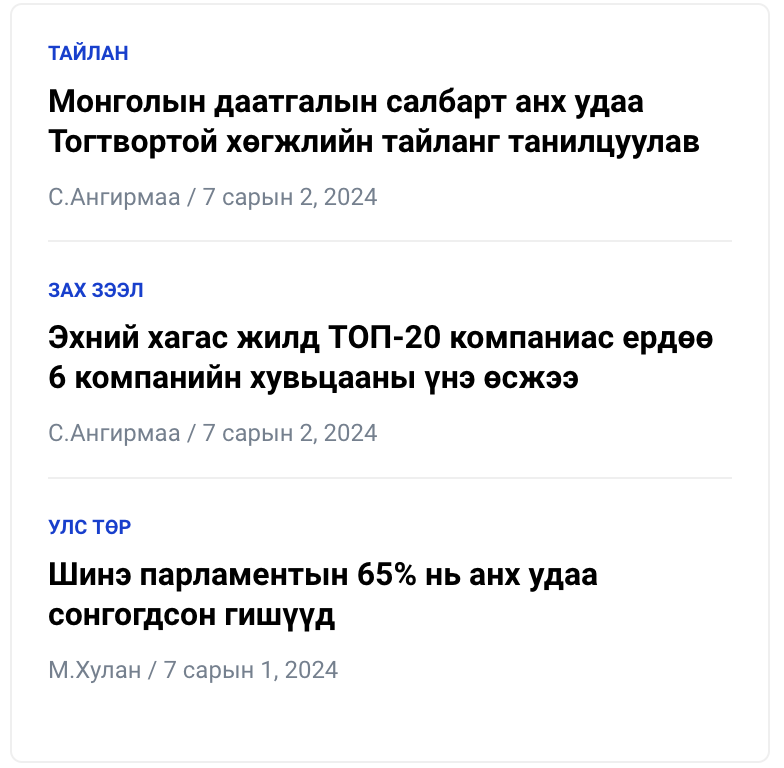 ТАЙЛАН
Монголын даатгалын салбарт анх удаа
Тогтвортой хөгжлийн тайланг танилцуулав
С.Ангирмаа / 7 сарын 2, 2024
ЗАХ ЗЭЭЛ
Эхний хагас жилд ТОП-20 компаниас ердөө
6 компанийн хувьцааны үнэ өсжээ
С.Ангирмаа / 7 сарын 2, 2024
УЛС ТӨР
Шинэ парламентын 65% нь анх удаа
сонгогдсон гишүүд
М.Хулан / 7 сарын 1, 2024